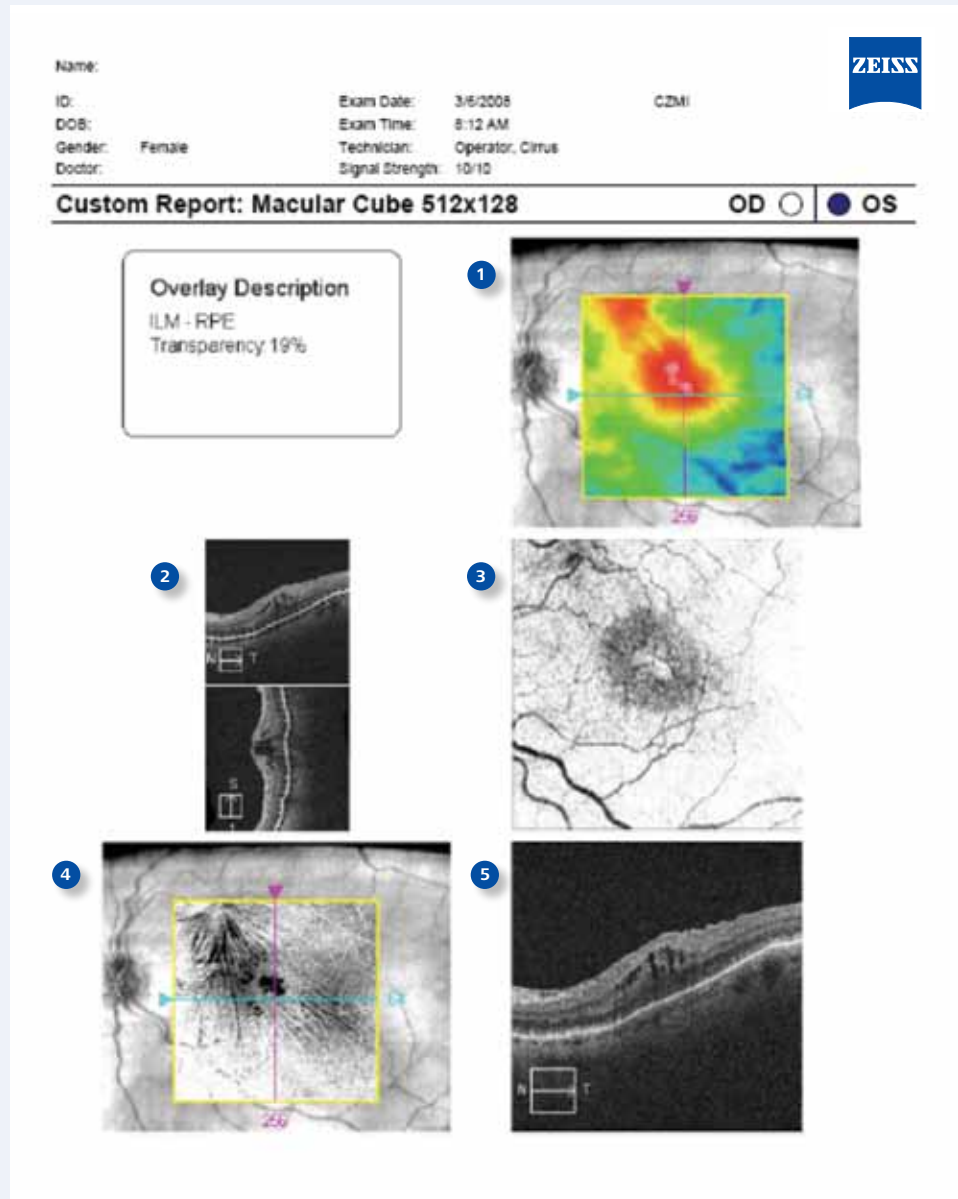 ZEISS
Name:
ID: Exam Date: 3/6/2008 CZMI
DOB: Exam Time: 8:12 AM
Gender: Female Technician: Operator, Cirrus
Doctor: Signal Strength: 10/10
Custom Report: Macular Cube 512x128 OD OS
Overlay Description
ILM - RPE
Transparency 19%
1
256
2
N T
S
3
4
256
5
N T